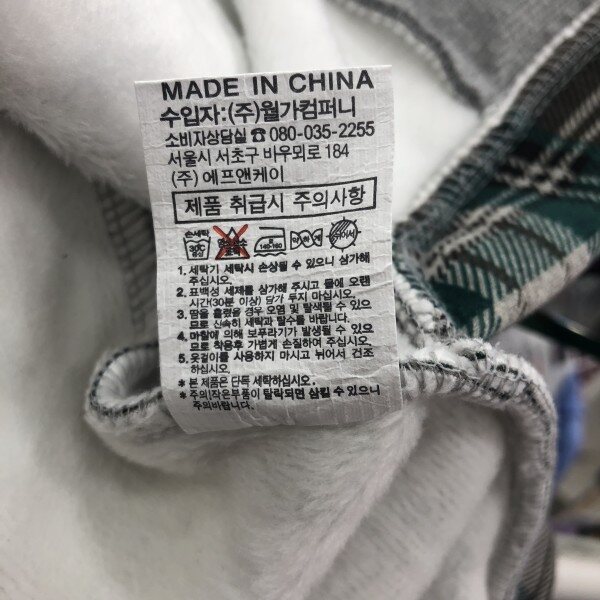 MADE IN CHINA
수입자:(주)월가컴퍼니
소비자상담실 ☎ 080-035-2255
서울시 서초구 바우뫼로 184
(주) 에프앤케이
제품 취급시 주의사항
손세탁
1. 세탁기 세탁시 손상될 수 있으니 삼가해
주십시오.
2. 표백성 세제를 삼가해 주시고 물에 오랜
시간(30분 이상) 담가 두지 마십시오.
3. 땀을 흘렸을 경우 오염 및 탈색될 수 있으
므로 신속히 세탁과 탈수를 바랍니다.
4. 마찰에 의해 보푸라기가 발생될 수 있으
므로 착용후 가볍게 손질하여 주십시오.
5. 옷걸이를 사용하지 마시고 뉘어서 건조
하십시오.
* 본 제품은 단독 세탁하십시오.
* 주의)작은부품이 탈락되면 삼킬 수 있으니
주의바랍니다.